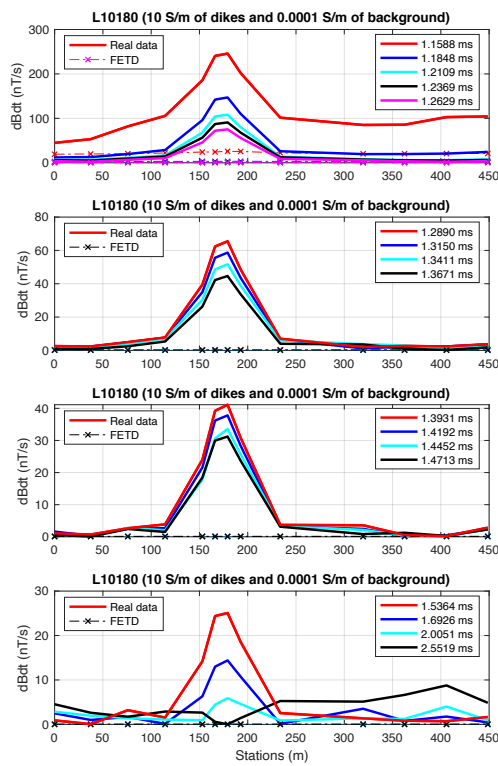 L10180 (10 S/m of dikes and 0.0001 S/m of background)
300
200
100
0
dBdt (nT/s)
Real data
FETD
1.1588 ms
1.1848 ms
1.2109 ms
1.2369 ms
1.2629 ms
0 50 100 150 200 250 300 350 400 450
L10180 (10 S/m of dikes and 0.0001 S/m of background)
80
60
40
20
0
dBdt (nT/s)
Real data
FETD
1.2890 ms
1.3150 ms
1.3411 ms
1.3671 ms
0 50 100 150 200 250 300 350 400 450
L10180 (10 S/m of dikes and 0.0001 S/m of background)
40
30
20
10
0
dBdt (nT/s)
Real data
FETD
1.3931 ms
1.4192 ms
1.4452 ms
1.4713 ms
0 50 100 150 200 250 300 350 400 450
L10180 (10 S/m of dikes and 0.0001 S/m of background)
30
20
10
0
dBdt (nT/s)
Real data
FETD
1.5364 ms
1.6926 ms
2.0051 ms
2.5519 ms
0 50 100 150 200 250 300 350 400 450
Stations (m)